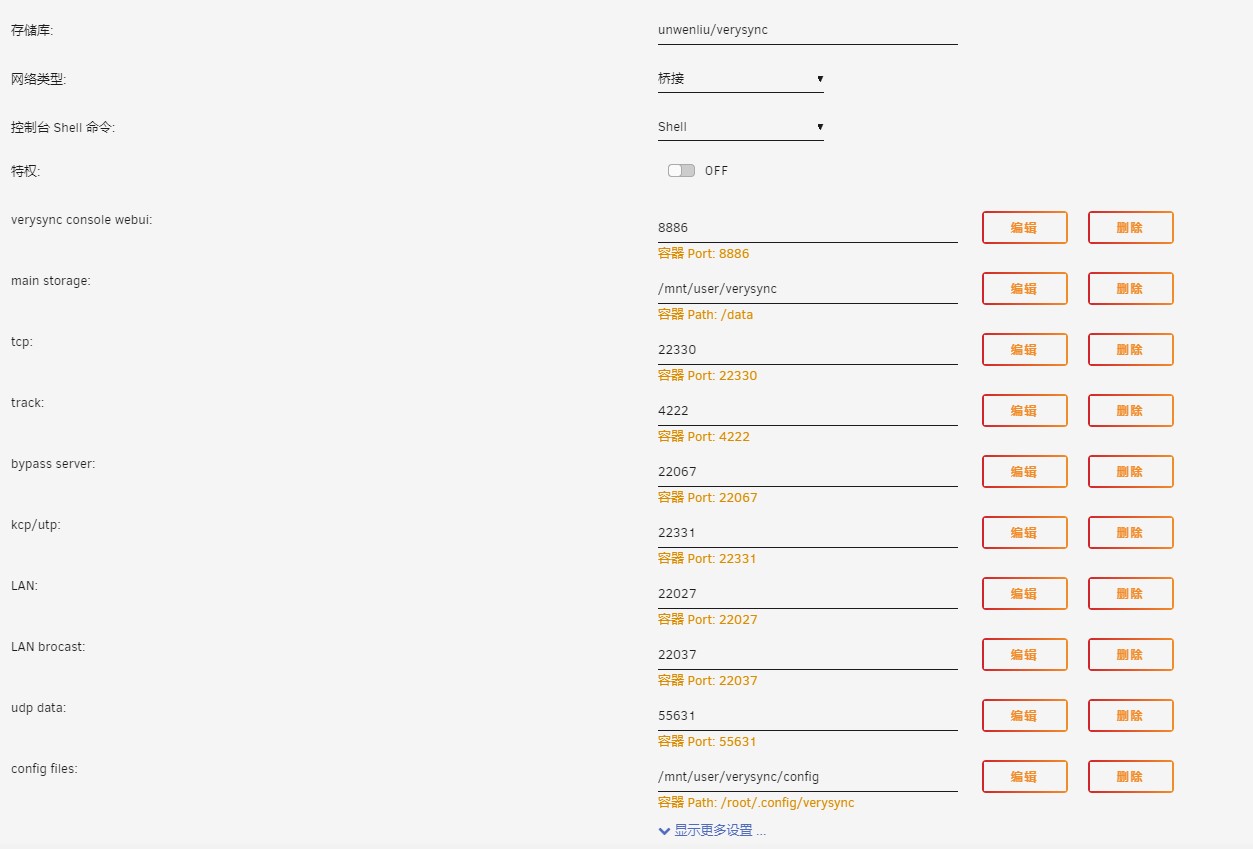 存储库: unwenliu/verysync
网络类型: 桥接
控制台 Shell 命令: Shell
特权: OFF
verysync console webui: 8886 编辑 删除
容器 Port: 8886
main storage: /mnt/user/verysync 编辑 删除
容器 Path: /data
tcp: 22330 编辑 删除
容器 Port: 22330
track: 4222 编辑 删除
容器 Port: 4222
bypass server: 22067 编辑 删除
容器 Port: 22067
kcp/utp: 22331 编辑 删除
容器 Port: 22331
LAN: 22027 编辑 删除
容器 Port: 22027
LAN brocast: 22037 编辑 删除
容器 Port: 22037
udp data: 55631 编辑 删除
容器 Port: 55631
config files: /mnt/user/verysync/config 编辑 删除
容器 Path: /root/.config/verysync
显示更多设置 ...